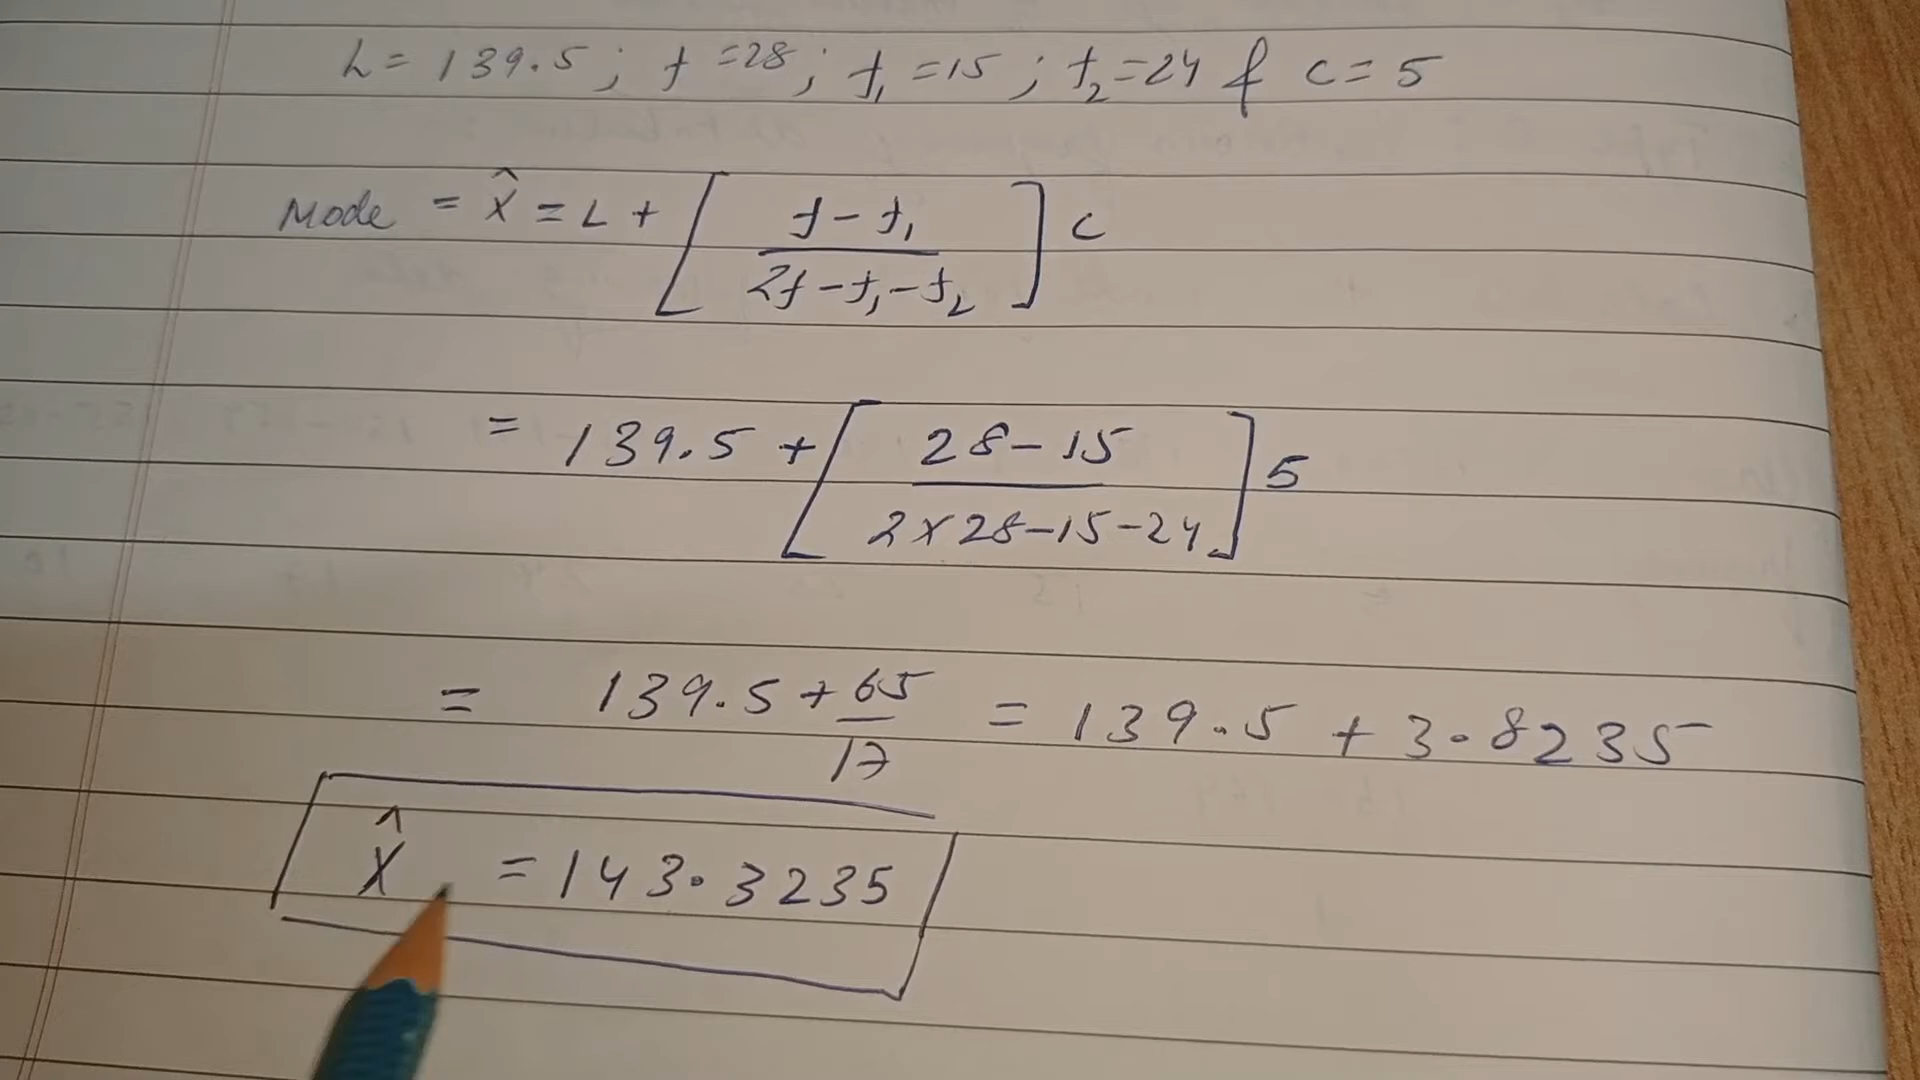 L = 139.5 ; f = 28 ; f₁ = 15 ; f₂ = 24 & c = 5
Mode = X̂ = L + [ (f - f₁) / (2f - f₁ - f₂) ] c
= 139.5 + [ (28 - 15) / (2 x 28 - 15 - 24) ] 5
= 139.5 + 65/17 = 139.5 + 3.8235
X̂ = 143.3235